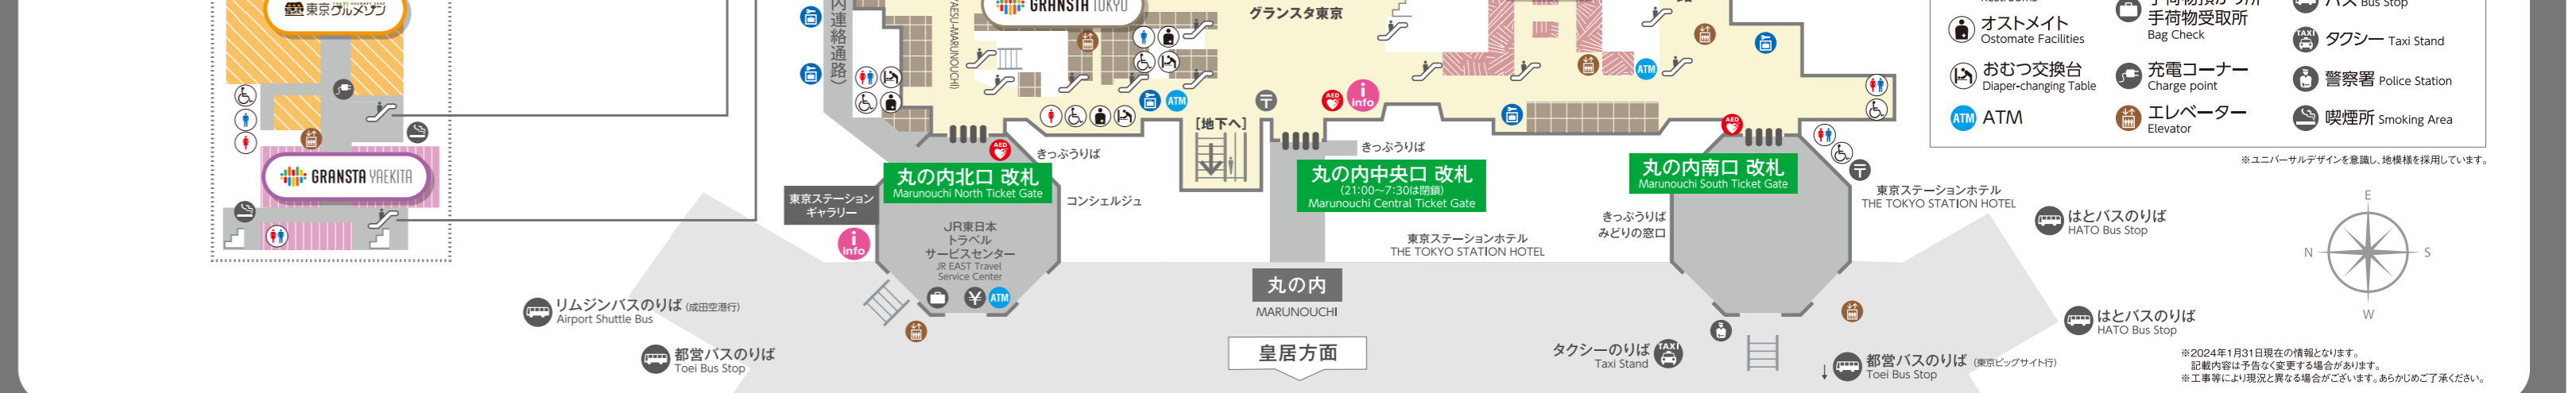 東京グルメゾン
GRANSTA YAEKITA
内連絡通路)
(YAESU-MARUNOUCHI)
GRANSTA TOKYO
グランスタ東京
ATM
〒
AED
i
info
ATM
[地下へ]
AED
きっぷうりば
丸の内北口 改札
Marunouchi North Ticket Gate
東京ステーション
ギャラリー
コンシェルジュ
i
info
JR東日本
トラベル
サービスセンター
JR EAST Travel
Service Center
¥
ATM
きっぷうりば
丸の内中央口 改札
(21:00~7:30は閉鎖)
Marunouchi Central Ticket Gate
東京ステーションホテル
THE TOKYO STATION HOTEL
丸の内
MARUNOUCHI
皇居方面
AED
丸の内南口 改札
Marunouchi South Ticket Gate
きっぷうりば
みどりの窓口
〒
東京ステーションホテル
THE TOKYO STATION HOTEL
リムジンバスのりば (成田空港行)
Airport Shuttle Bus
都営バスのりば
Toei Bus Stop
タクシーのりば
Taxi Stand
TAXI
都営バスのりば (東京ビッグサイト行)
Toei Bus Stop
はとバスのりば
HATO Bus Stop
はとバスのりば
HATO Bus Stop
オストメイト
Ostomate Facilities
おむつ交換台
Diaper-changing Table
ATM ATM
手荷物受取所
Bag Check
充電コーナー
Charge point
エレベーター
Elevator
バス Bus Stop
TAXI タクシー Taxi Stand
警察署 Police Station
喫煙所 Smoking Area
※ユニバーサルデザインを意識し、地模様を採用しています。
E
N
S
W
※2024年1月31日現在の情報となります。
記載内容は予告なく変更する場合があります。
※工事等により現況と異なる場合がございます。あらかじめご了承ください。